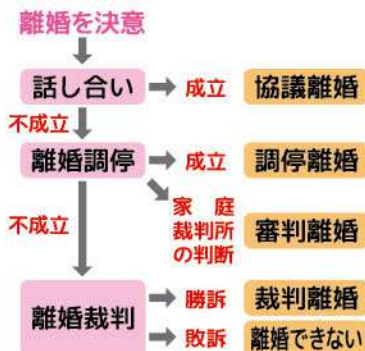 離婚を決意
話し合い 成立 協議離婚
不成立
離婚調停 成立 調停離婚
家庭
裁判所
の判断
審判離婚
不成立
離婚裁判
勝訴 裁判離婚
敗訴 離婚できない